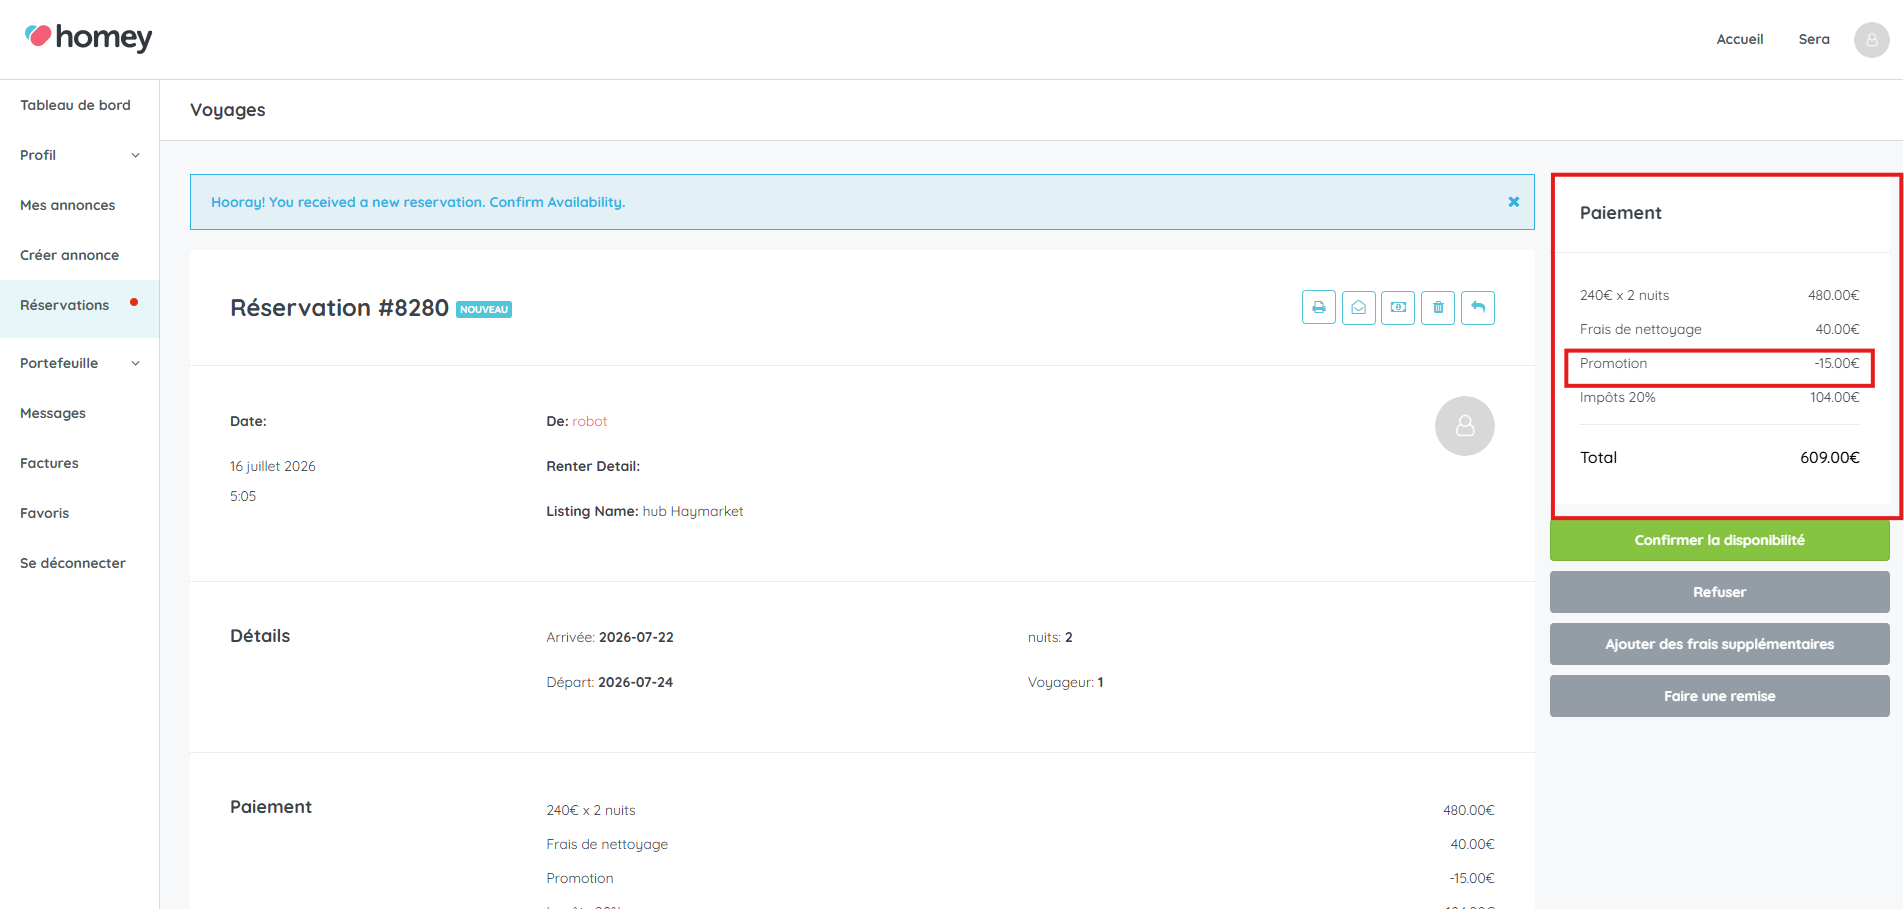 homey
Accueil
Sera
Tableau de bord
Profil
Mes annonces
Créer annonce
Réservations
Portefeuille
Messages
Factures
Favoris
Se déconnecter
Voyages
Hooray! You received a new reservation. Confirm Availability.
Réservation #8280 NOUVEAU
Date:
16 juillet 2026
5:05
De: robot
Renter Detail:
Listing Name: hub Haymarket
Détails
Arrivée: 2026-07-22
nuits: 2
Départ: 2026-07-24
Voyageur: 1
Paiement
240€ x 2 nuits 480.00€
Frais de nettoyage 40.00€
Promotion -15.00€
Paiement
240€ x 2 nuits 480.00€
Frais de nettoyage 40.00€
Promotion -15.00€
Impôts 20% 104.00€
Total 609.00€
Confirmer la disponibilité
Refuser
Ajouter des frais supplémentaires
Faire une remise